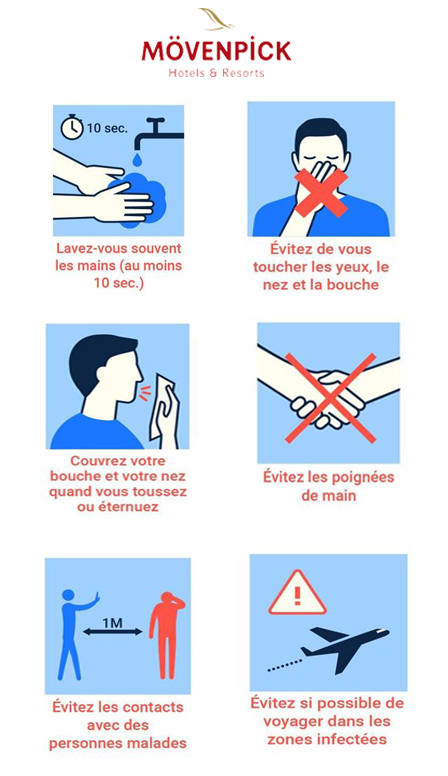 MÖVENPICK
Hotels & Resorts
10 sec.
Lavez-vous souvent
les mains (au moins
10 sec.)
Évitez de vous
toucher les yeux, le
nez et la bouche
Couvrez votre
bouche et votre nez
quand vous toussez
ou éternuez
Évitez les poignées
de main
1M
Évitez les contacts
avec des
personnes malades
!
Évitez si possible de
voyager dans les
zones infectées